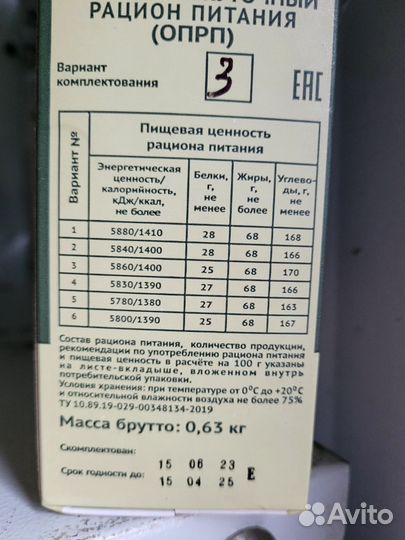 РАЦИОН ПИТАНИЯ
(ОПРП)
Вариант
комплектования
3
ЕАС
Вариант №
Пищевая ценность
рациона питания
Энергетическая
ценность/
калорийность,
кДж/ккал,
не более
Белки,
г,
не
менее
Жиры,
г,
не
более
Углево-
ды, г,
не
менее
1 5880/1410 28 68 168
2 5840/1400 28 68 166
3 5860/1400 25 68 170
4 5830/1390 27 68 166
5 5780/1380 27 68 163
6 5800/1390 25 68 167
Состав рациона питания, количество продукции,
рекомендации по употреблению рациона питания
и пищевая ценность в расчёте на 100 г указаны
на листе-вкладыше, вложенном внутрь
потребительской упаковки.
Условия хранения: при температуре от 0°С до +20°С
и относительной влажности воздуха не более 75%
ТУ 10.89.19-029-00348134-2019
Масса брутто: 0,63 кг
Скомплектован: 15 06 23
Срок годности до: 15 04 25 Е
Avito